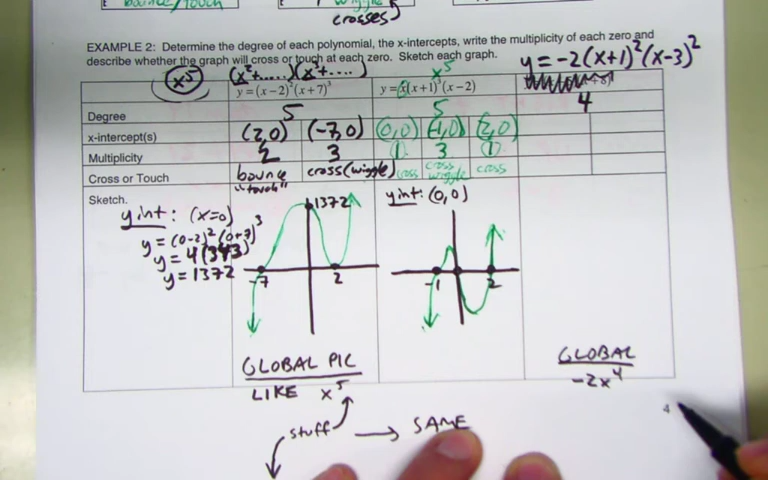 bounce/touch
wiggle
crosses
EXAMPLE 2: Determine the degree of each polynomial, the x-intercepts, write the multiplicity of each zero and
describe whether the graph will cross or touch at each zero. Sketch each graph.
x⁵ (x²+....)(x³+....) x⁵ y=-2(x+1)²(x-3)²
y = (x-2)²(x+7)³ y = x(x+1)³(x-2)
Degree 5 5 4
x-intercept(s) (2,0) (-7,0) (0,0) (-1,0) (2,0)
Multiplicity 2 3 1 3 1
Cross or Touch bounce "touch" cross(wiggle) cross cross wiggle cross
Sketch.
y int: (x=0)
y=(0-2)²(0+7)³
y=4(343)
y=1372
1372
-7 2
y int: (0,0)
-1 2
GLOBAL PIC
LIKE x⁵
stuff → SAME
GLOBAL
-2x⁴
4